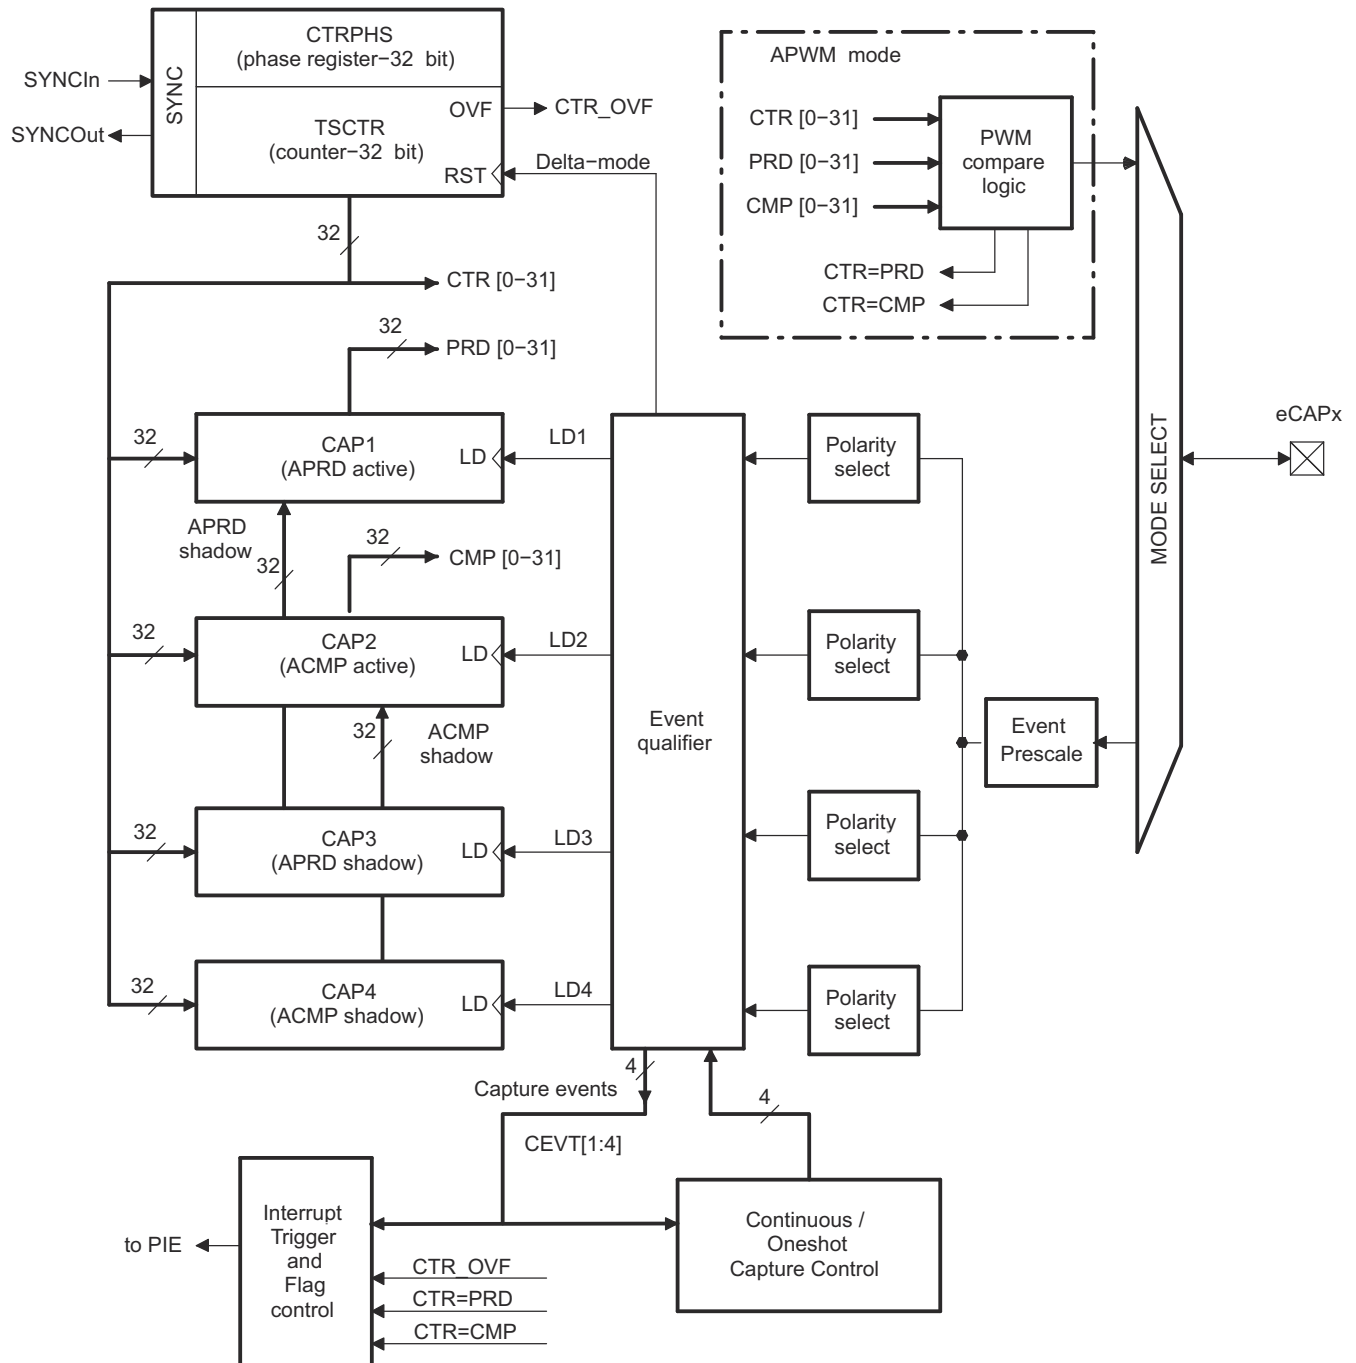 CTRPHS
(phase register−32 bit)
SYNC
SYNCIn
SYNCOut
OVF
CTR_OVF
TSCTR
(counter−32 bit)
RST
Delta−mode
32
CTR [0−31]
APWM mode
CTR [0−31]
PRD [0−31]
CMP [0−31]
PWM
compare
logic
CTR=PRD
CTR=CMP
32
PRD [0−31]
32
CAP1
(APRD active)
LD
LD1
Polarity
select
MODE SELECT
eCAPx
APRD
shadow
32
32
CMP [0−31]
32
CAP2
(ACMP active)
LD
LD2
Polarity
select
32
ACMP
shadow
Event
qualifier
Event
Prescale
32
CAP3
(APRD shadow)
LD
LD3
Polarity
select
32
CAP4
(ACMP shadow)
LD
LD4
Polarity
select
4
Capture events
4
CEVT[1:4]
Interrupt
Trigger
and
Flag
control
to PIE
Continuous /
Oneshot
Capture Control
CTR_OVF
CTR=PRD
CTR=CMP